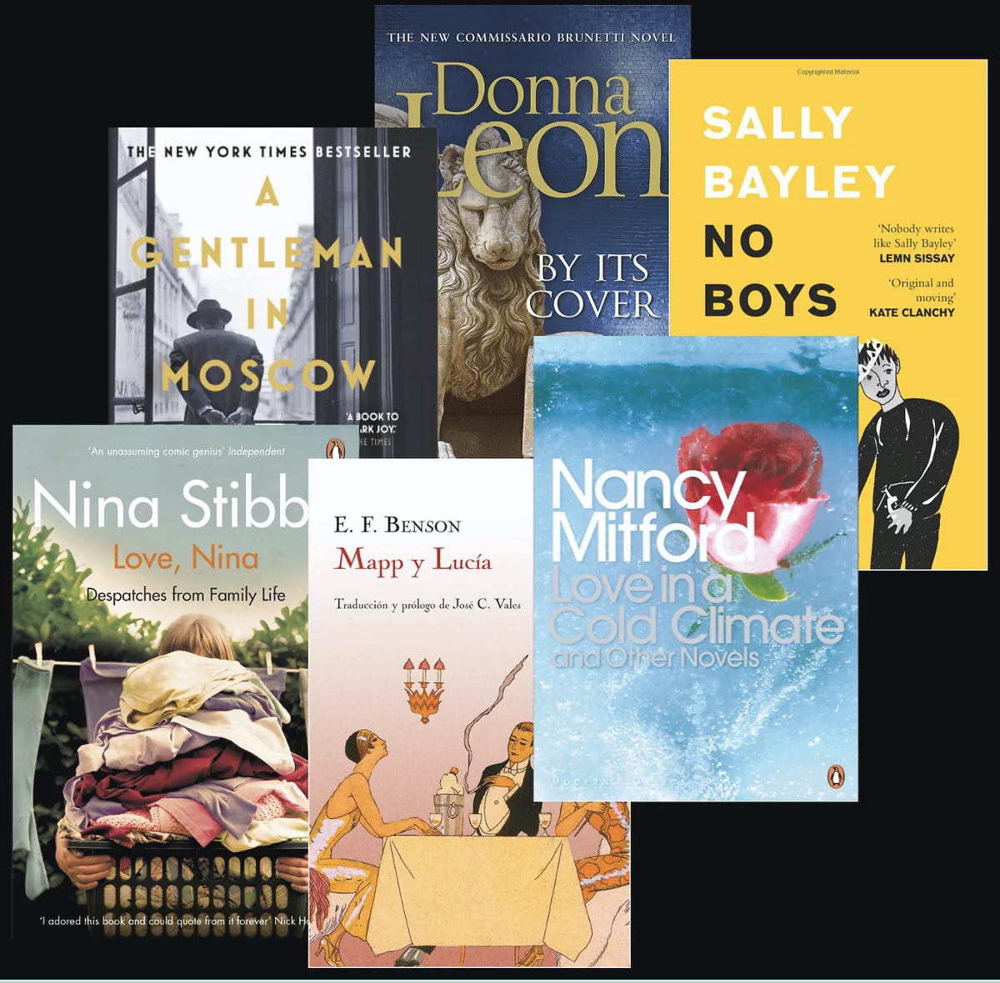 THE NEW COMMISSARIO BRUNETTI NOVEL
Donna
Leon
BY ITS
COVER
Copyrighted Material
SALLY
BAYLEY
NO
BOYS
‘Nobody writes
like Sally Bayley’
LEMN SISSAY
‘Original and
moving’
KATE CLANCHY
THE NEW YORK TIMES BESTSELLER
A
GENTLEMAN
IN
MOSCOW
‘A BOOK TO
ARK JOY.’
HE TIMES
‘An unassuming comic genius’ Independent
Nina Stibb
Love, Nina
Despatches from Family Life
‘I adored this book and could quote from it forever’ Nick Ho
E. F. BENSON
Mapp y Lucía
Traducción y prólogo de José C. Vales
Nancy
Mitford
Love in a
Cold Climate
and Other Novels
MODERN CLASSICS